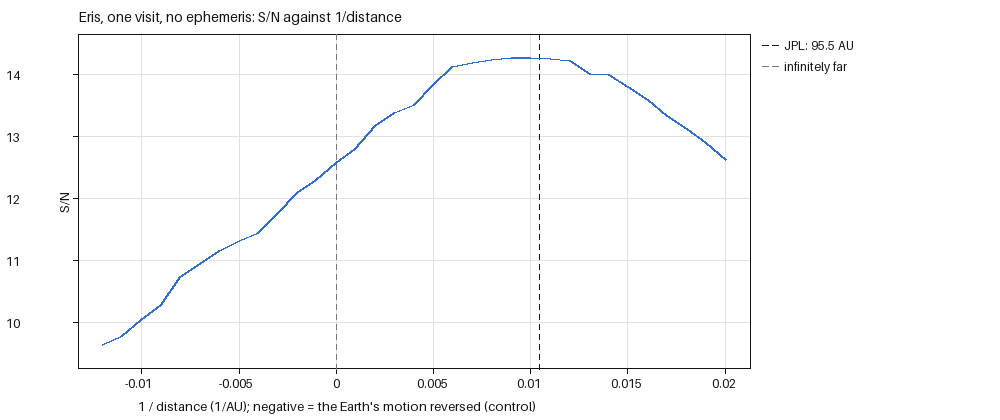 Eris, one visit, no ephemeris: S/N against 1/distance
JPL: 95.5 AU
infinitely far
14
13
12
11
10
S/N
-0.01
-0.005
0
0.005
0.01
0.015
0.02
1 / distance (1/AU); negative = the Earth's motion reversed (control)